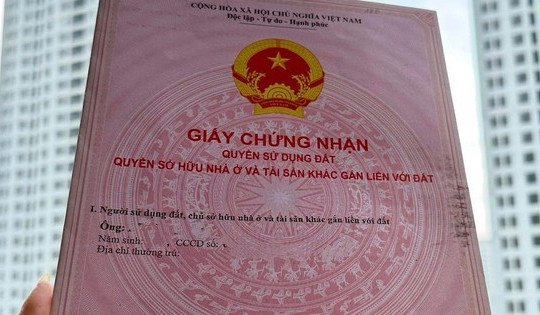 CỘNG HÒA XÃ HỘI CHỦ NGHĨA VIỆT NAM
Độc lập - Tự do - Hạnh phúc
GIẤY CHỨNG NHẬN
QUYỀN SỬ DỤNG ĐẤT
QUYỀN SỞ HỮU NHÀ Ở VÀ TÀI SẢN KHÁC GẮN LIỀN VỚI ĐẤT
I. Người sử dụng đất, chủ sở hữu nhà ở và tài sản khác gắn liền với đất
Ông:
Năm sinh: CCCD số:
Địa chỉ thường trú: